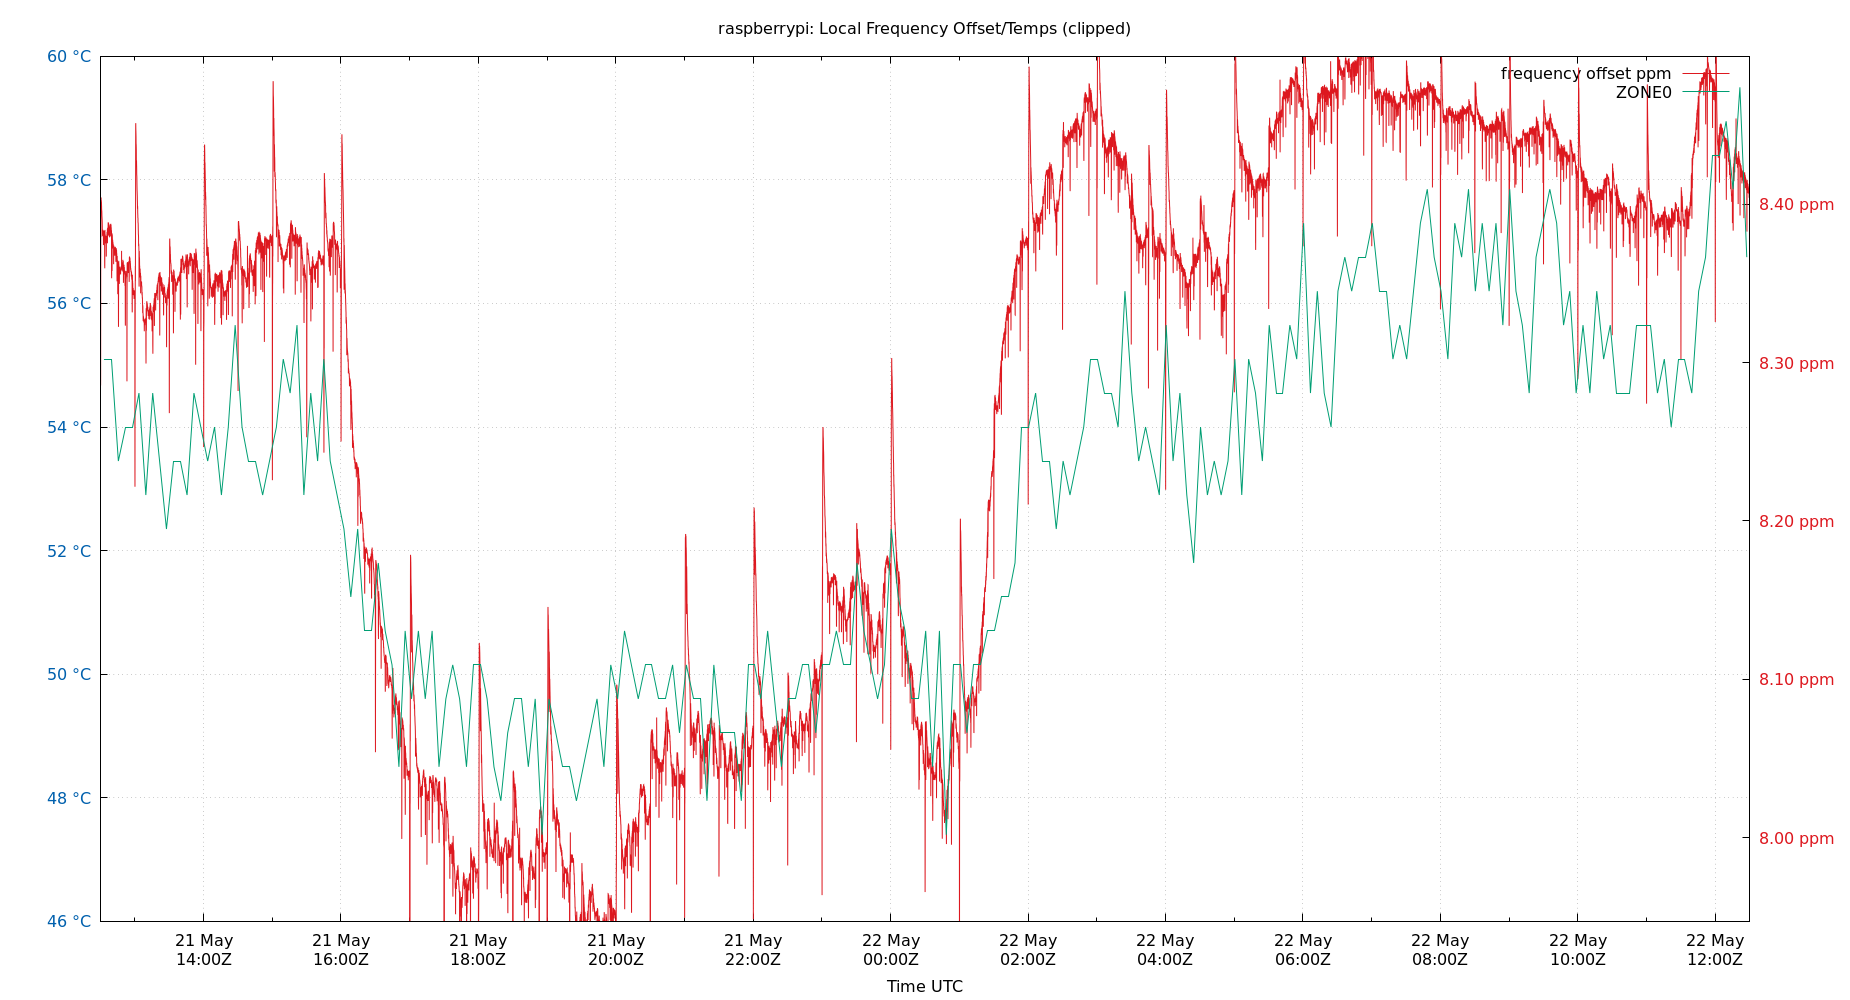 raspberrypi: Local Frequency Offset/Temps (clipped)
60 °C
58 °C
56 °C
54 °C
52 °C
50 °C
48 °C
46 °C
frequency offset ppm
ZONE0
8.40 ppm
8.30 ppm
8.20 ppm
8.10 ppm
8.00 ppm
21 May 21 May 21 May 21 May 21 May 22 May 22 May 22 May 22 May 22 May 22 May 22 May
14:00Z 16:00Z 18:00Z 20:00Z 22:00Z 00:00Z 02:00Z 04:00Z 06:00Z 08:00Z 10:00Z 12:00Z
Time UTC